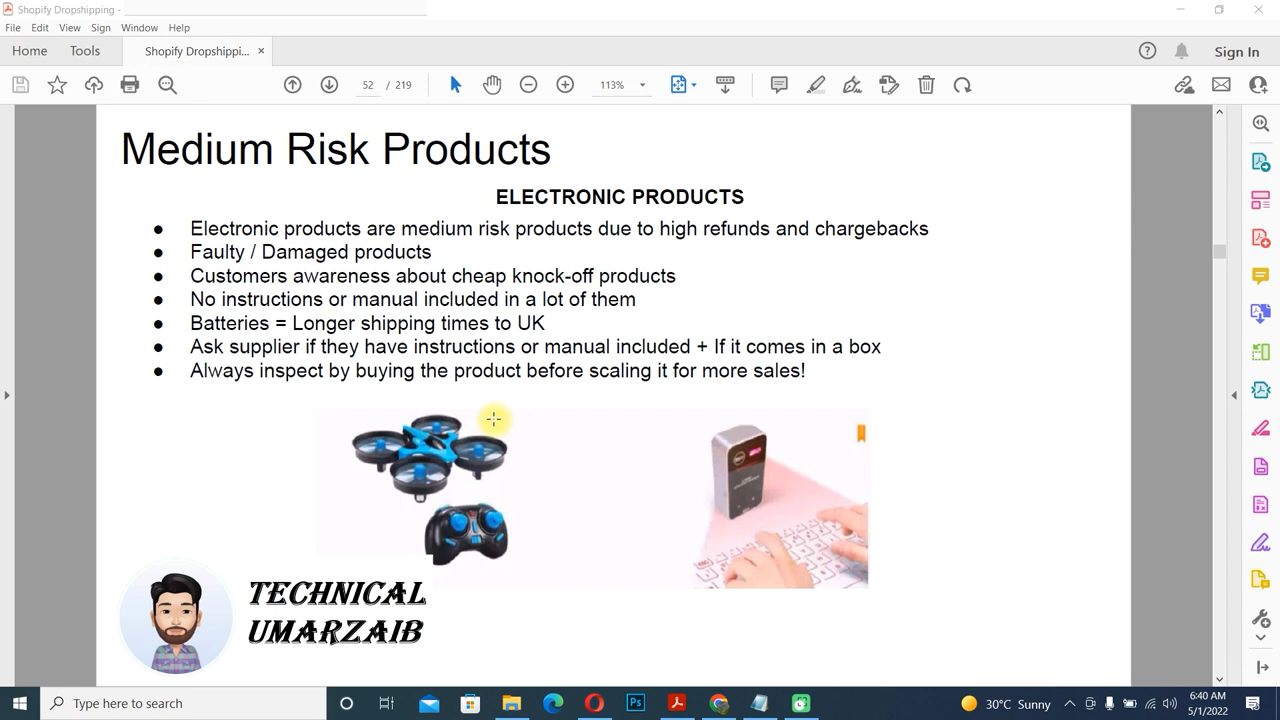 Shopify Dropshipping -
File Edit View Sign Window Help
Home Tools Shopify Dropshippi... ×
Sign In
52 / 219
113%
Medium Risk Products
ELECTRONIC PRODUCTS
● Electronic products are medium risk products due to high refunds and chargebacks
● Faulty / Damaged products
● Customers awareness about cheap knock-off products
● No instructions or manual included in a lot of them
● Batteries = Longer shipping times to UK
● Ask supplier if they have instructions or manual included + If it comes in a box
● Always inspect by buying the product before scaling it for more sales!
TECHNICAL
UMARZAIB
Type here to search
Ps
30°C Sunny
6:40 AM
5/1/2022